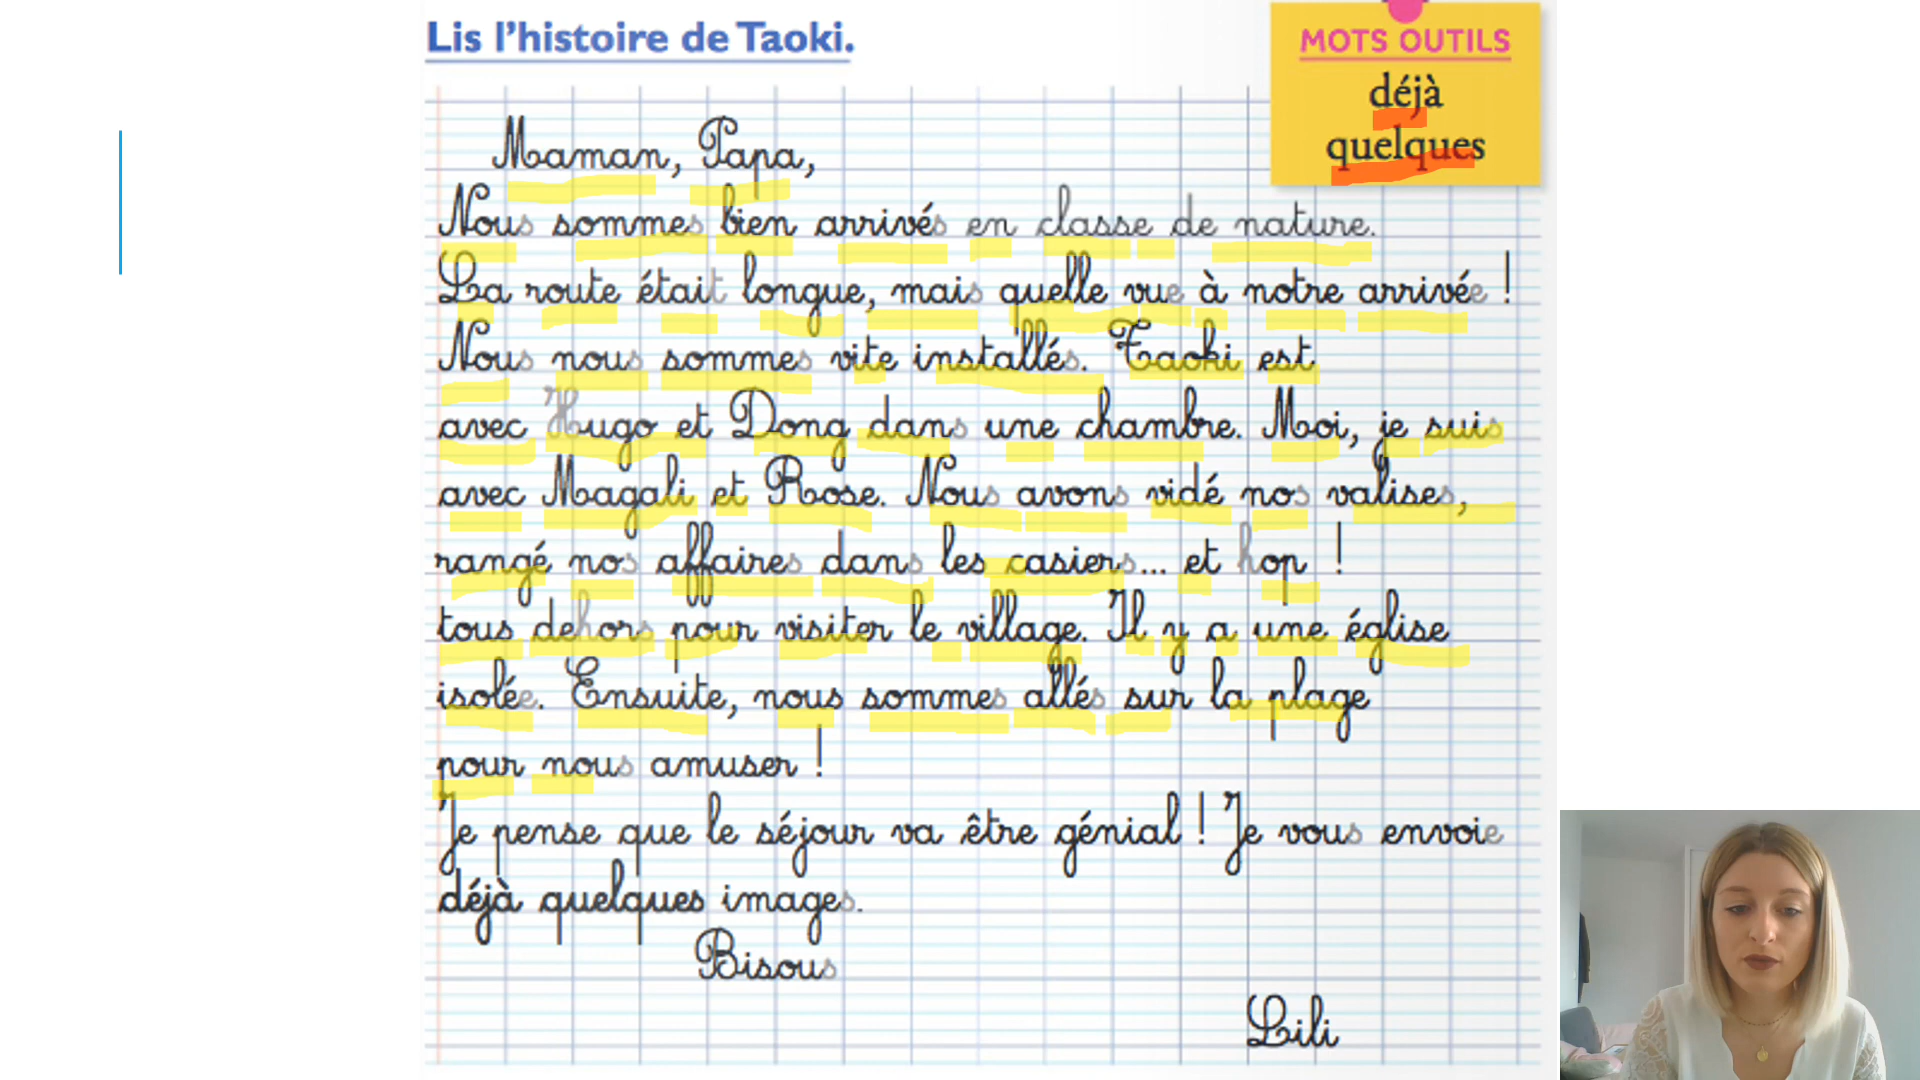 Lis l'histoire de Taoki.
MOTS OUTILS
déjà
quelques
Maman, Papa,
Nous sommes bien arrivés en classe de nature.
La route était longue, mais quelle vue à notre arrivée !
Nous nous sommes vite installés. Taoki est
avec Hugo et Dong dans une chambre. Moi, je suis
avec Magali et Rose. Nous avons vidé nos valises,
rangé nos affaires dans les casiers... et hop !
tous dehors pour visiter le village. Il y a une église
isolée. Ensuite, nous sommes allés sur la plage
pour nous amuser !
Je pense que le séjour va être génial ! Je vous envoie
déjà quelques images.
Bisous
Lili